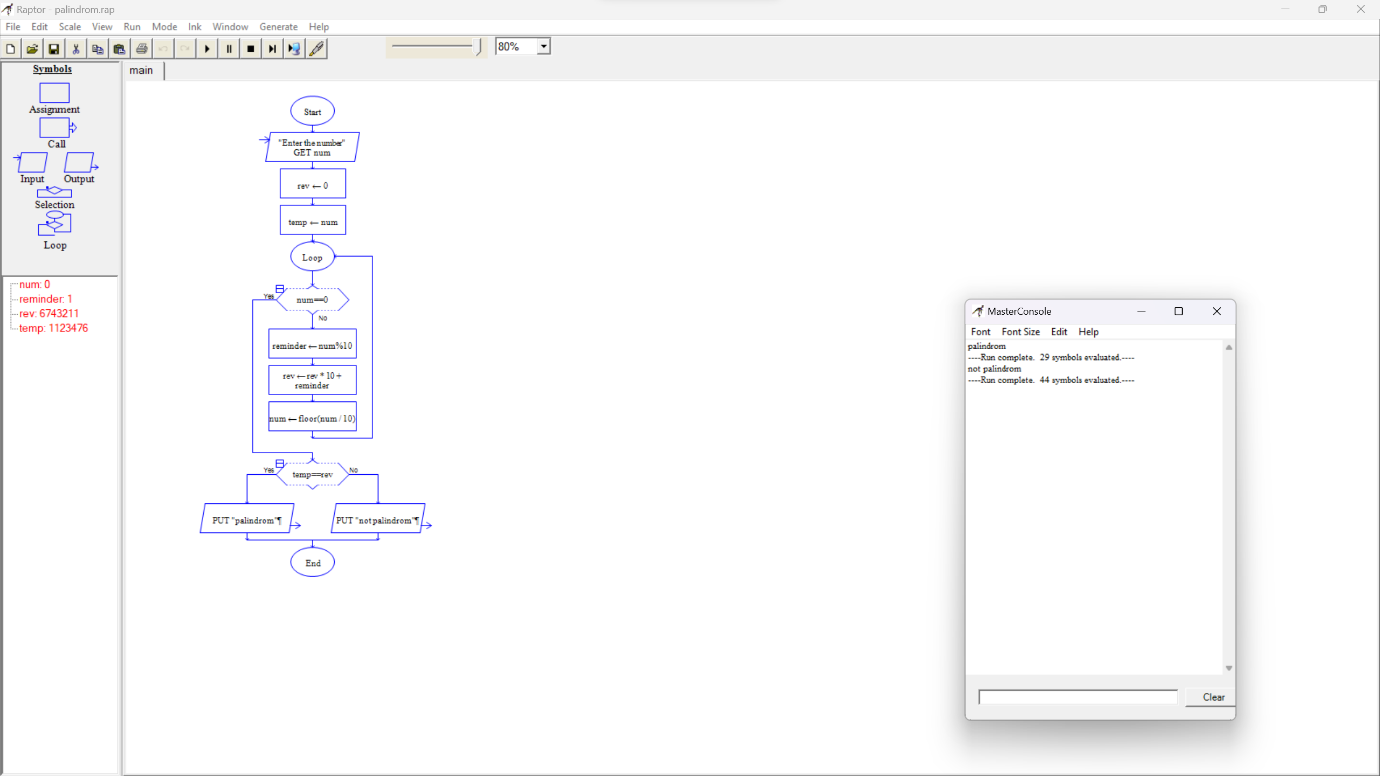 Raptor - palindrom.rap
File Edit Scale View Run Mode Ink Window Generate Help
80%
Symbols
main
Assignment
Call
Input Output
Selection
Loop
num: 0
reminder: 1
rev: 6743211
temp: 1123476
Start
"Enter the number"
GET num
rev ← 0
temp ← num
Loop
num==0
Yes
No
reminder ← num%10
rev ← rev * 10 +
reminder
num ← floor(num / 10)
temp==rev
Yes
No
PUT "palindrom"¶
PUT "not palindrom"¶
End
MasterConsole
Font Font Size Edit Help
palindrom
----Run complete. 29 symbols evaluated.----
not palindrom
----Run complete. 44 symbols evaluated.----
Clear